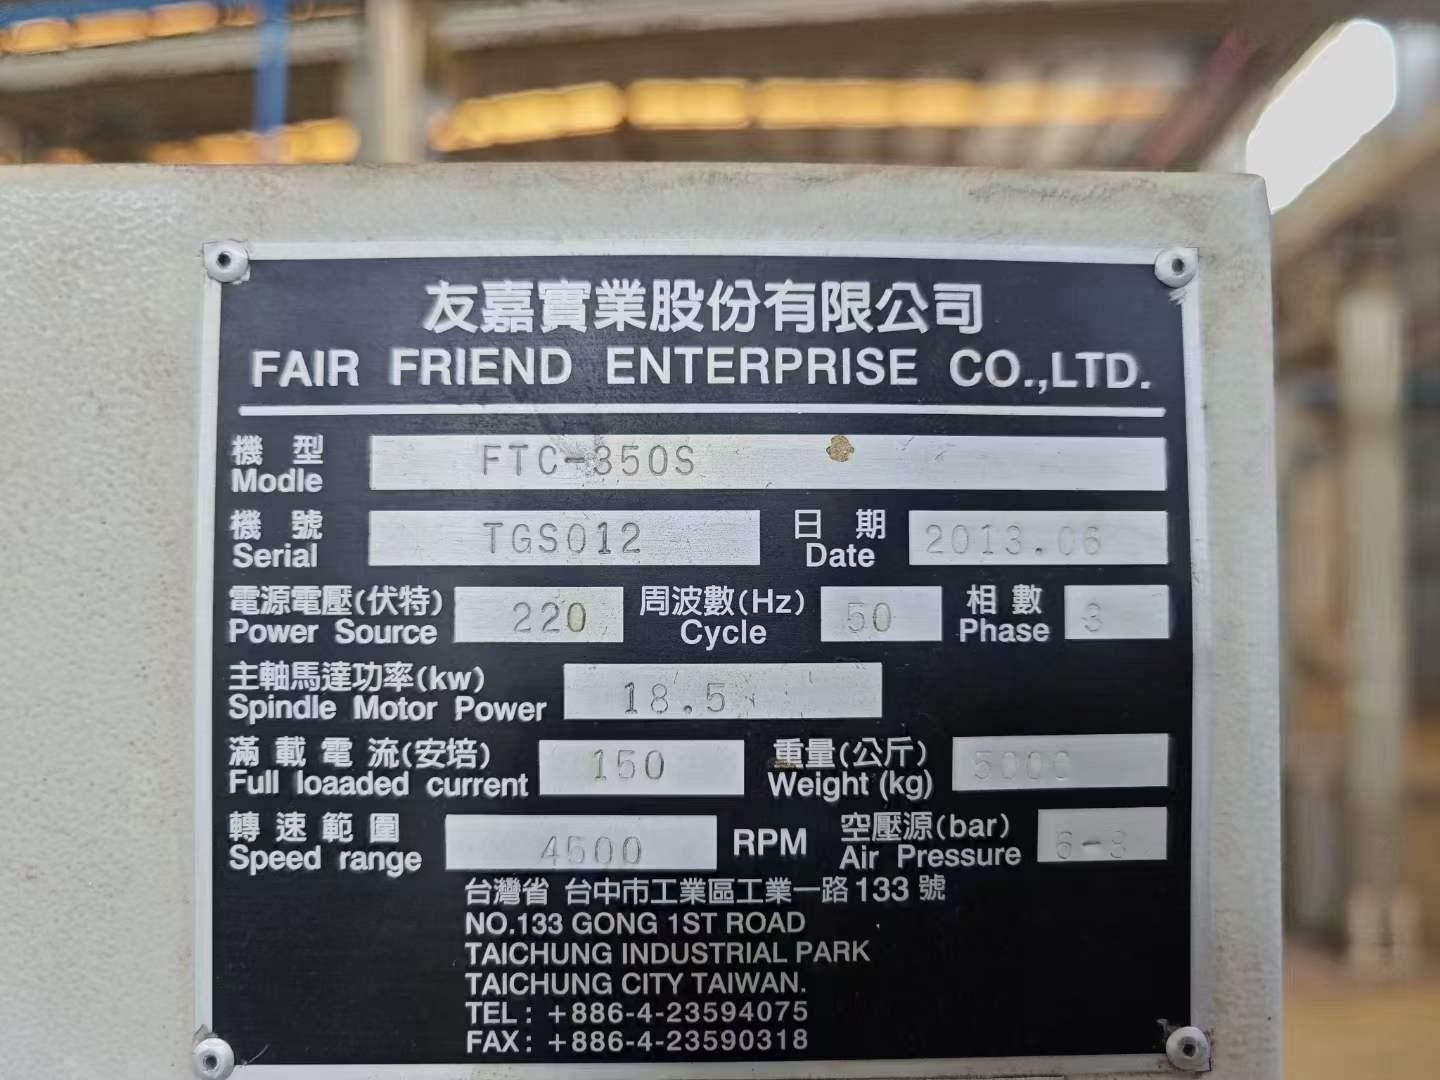 友嘉實業股份有限公司
FAIR FRIEND ENTERPRISE CO.,LTD.
機型 FTC-350S
Modle
機號 TGS012 日期 2013.06
Serial Date
電源電壓(伏特) 220 周波數(Hz) 50 相數 3
Power Source Cycle Phase
主軸馬達功率(kw) 18.5
Spindle Motor Power
滿載電流(安培) 150 重量(公斤) 5000
Full loaaded current Weight (kg)
轉速範圍 4500 RPM 空壓源(bar) 6-8
Speed range Air Pressure
台灣省 台中市工業區工業一路133號
NO.133 GONG 1ST ROAD
TAICHUNG INDUSTRIAL PARK
TAICHUNG CITY TAIWAN.
TEL: +886-4-23594075
FAX: +886-4-23590318